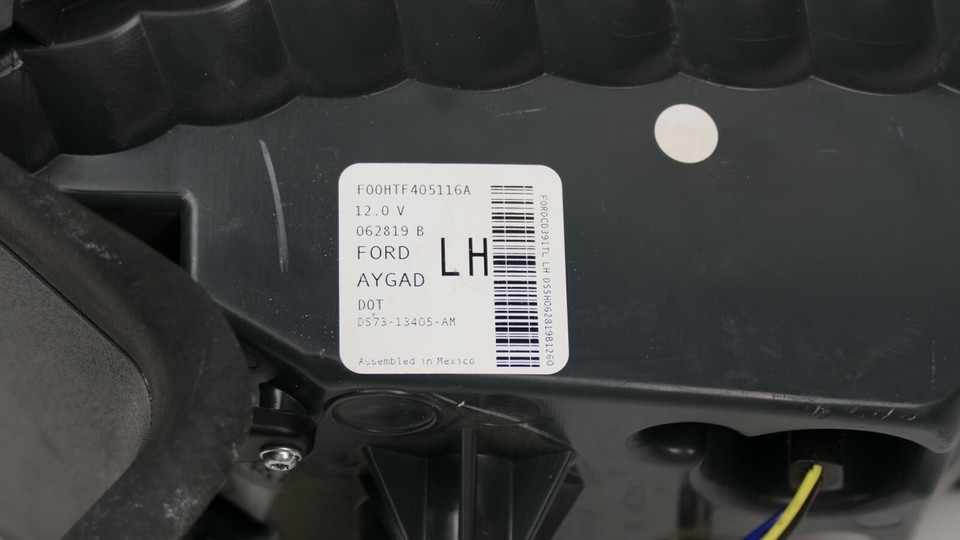 F00HTF405116A
12.0 V
062819 B
FORD
LH
AYGAD
DOT
DS73-13405-AM
Assembled in Mexico